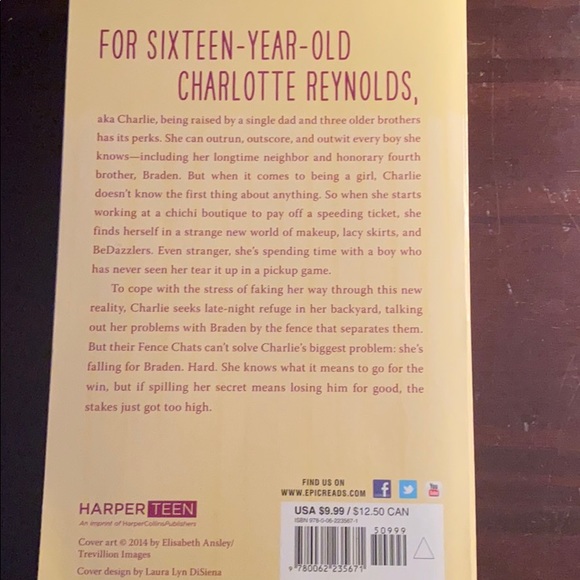 FOR SIXTEEN-YEAR-OLD
CHARLOTTE REYNOLDS,
aka Charlie, being raised by a single dad and three older brothers
has its perks. She can outrun, outscore, and outwit every boy she
knows—including her longtime neighbor and honorary fourth
brother, Braden. But when it comes to being a girl, Charlie
doesn't know the first thing about anything. So when she starts
working at a chichi boutique to pay off a speeding ticket, she
finds herself in a strange new world of makeup, lacy skirts, and
BeDazzlers. Even stranger, she's spending time with a boy who
has never seen her tear it up in a pickup game.
To cope with the stress of faking her way through this new
reality, Charlie seeks late-night refuge in her backyard, talking
out her problems with Braden by the fence that separates them.
But their Fence Chats can't solve Charlie's biggest problem: she's
falling for Braden. Hard. She knows what it means to go for the
win, but if spilling her secret means losing him for good, the
stakes just got too high.
FIND US ON
WWW.EPICREADS.COM
HARPER TEEN
An Imprint of HarperCollinsPublishers
Cover art © 2014 by Elisabeth Ansley/
Trevillion Images
Cover design by Laura Lyn DiSiena
USA $9.99 / $12.50 CAN
ISBN 978-0-06-223567-1
50999
9 780062 235671